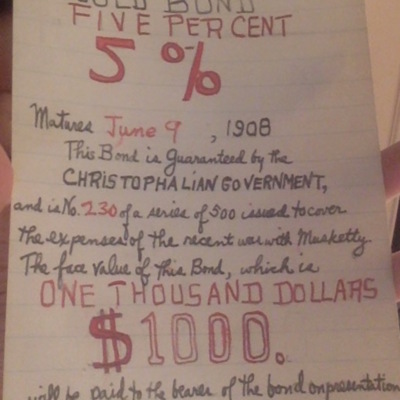 GOLD BOND
FIVE PER CENT
5%
Matures June 9, 1908
This Bond is Guaranteed by the
CHRISTOPHALIAN GOVERNMENT,
and is No. 230 of a series of 500 issued to cover
the expenses of the recent war with Musketty.
The face value of this Bond, which is
ONE THOUSAND DOLLARS
$1000.
will be paid to the bearer of the bond on presentation